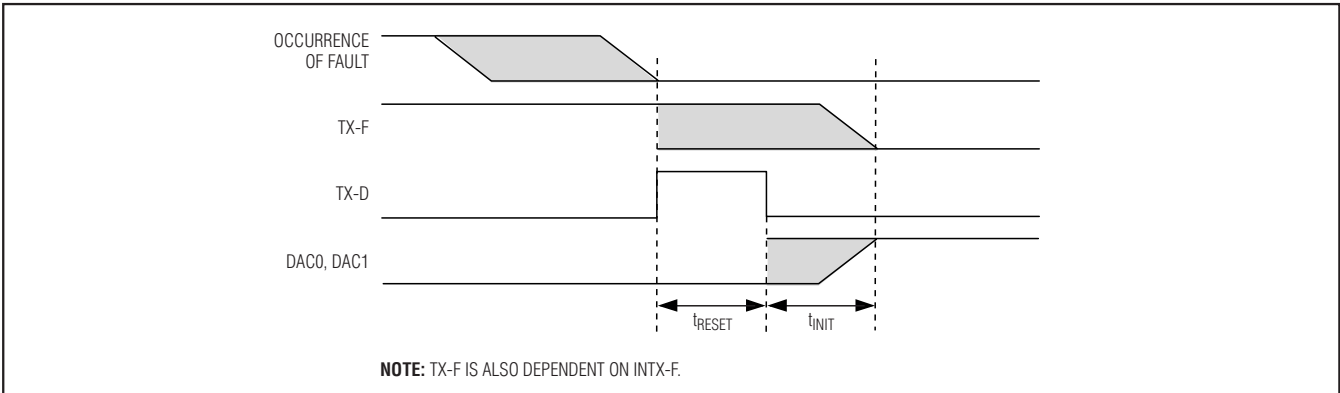 OCCURRENCE
OF FAULT
TX-F
TX-D
DAC0, DAC1
tRESET
tINIT
NOTE: TX-F IS ALSO DEPENDENT ON INTX-F.